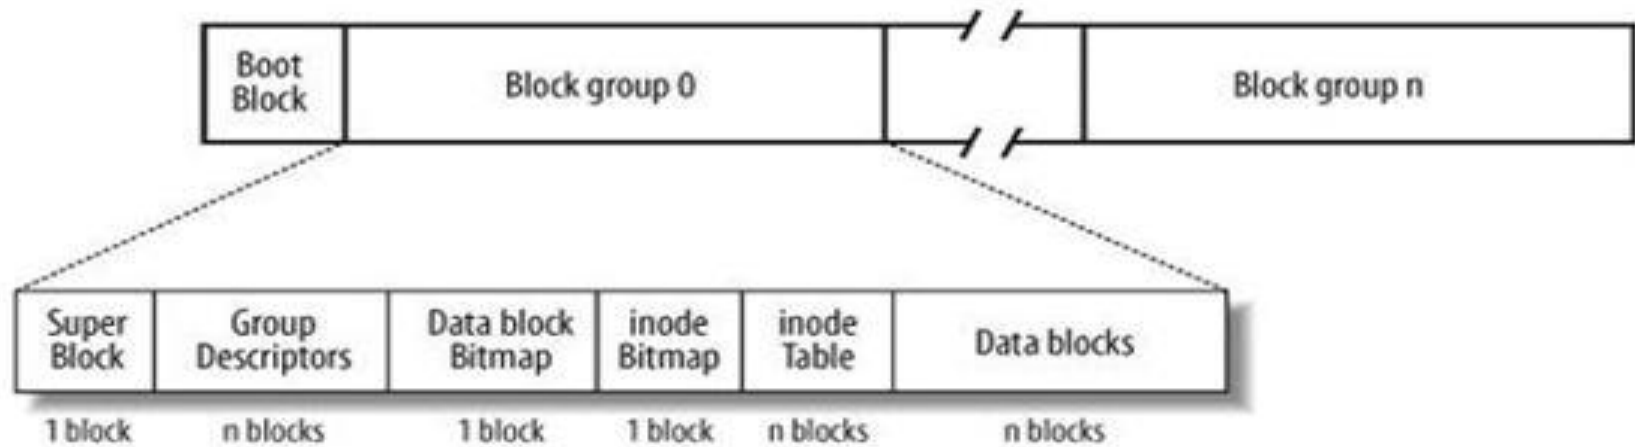 Boot
Block
Block group 0
Block group n
Super
Block
Group
Descriptors
Data block
Bitmap
inode
Bitmap
inode
Table
Data blocks
1 block
n blocks
1 block
1 block
n blocks
n blocks